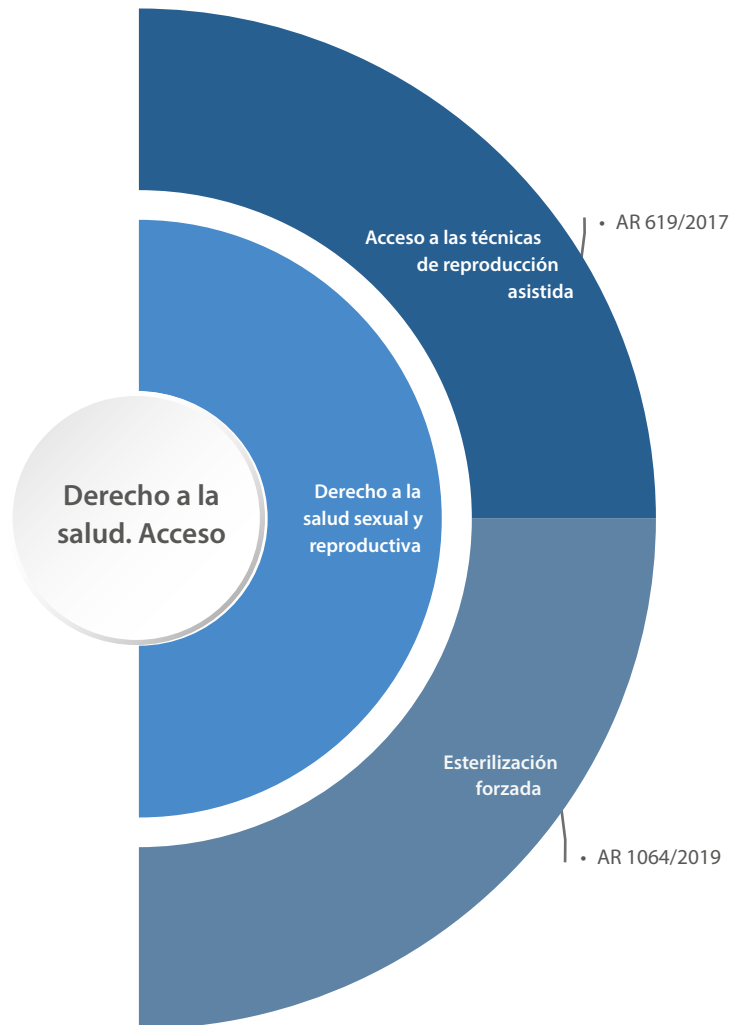 Derecho a la
salud. Acceso
Derecho a la
salud sexual y
reproductiva
Acceso a las técnicas
de reproducción
asistida
• AR 619/2017
Esterilización
forzada
• AR 1064/2019